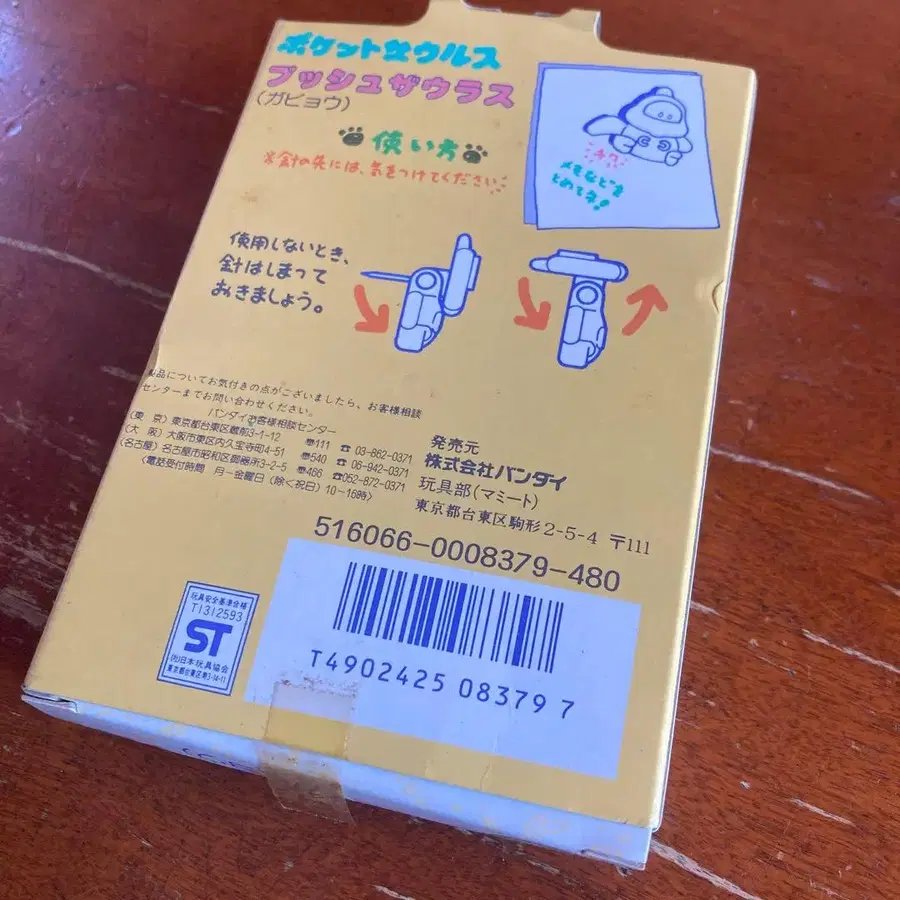 ポケットザウルス
プッシュザウラス
(ガビョウ)
使い方
※針の先には、気をつけてください
メモなどを
とめてネ!
使用しないとき、
針はしまって
おきましょう。
製品についてお気付きの点がございましたら、お客様相談
センターまでお問い合わせください。
バンダイお客様相談センター
(東 京)東京都台東区蔵前3-1-12 〠111 ☎ 03-862-0371
(大 阪)大阪市東区内久宝寺町4-51 〠540 ☎ 06-942-0371
(名古屋)名古屋市昭和区御器所3-2-5 〠466 ☎052-872-0371
〈電話受付時間 月〜金曜日(除く祝日)10-16時〉
発売元
株式会社バンダイ
玩具部(マミート)
東京都台東区駒形2-5-4 〒111
516066-0008379-480
T4902425 08379 7
玩具安全基準合格
T1312593
ST
(社)日本玩具協会